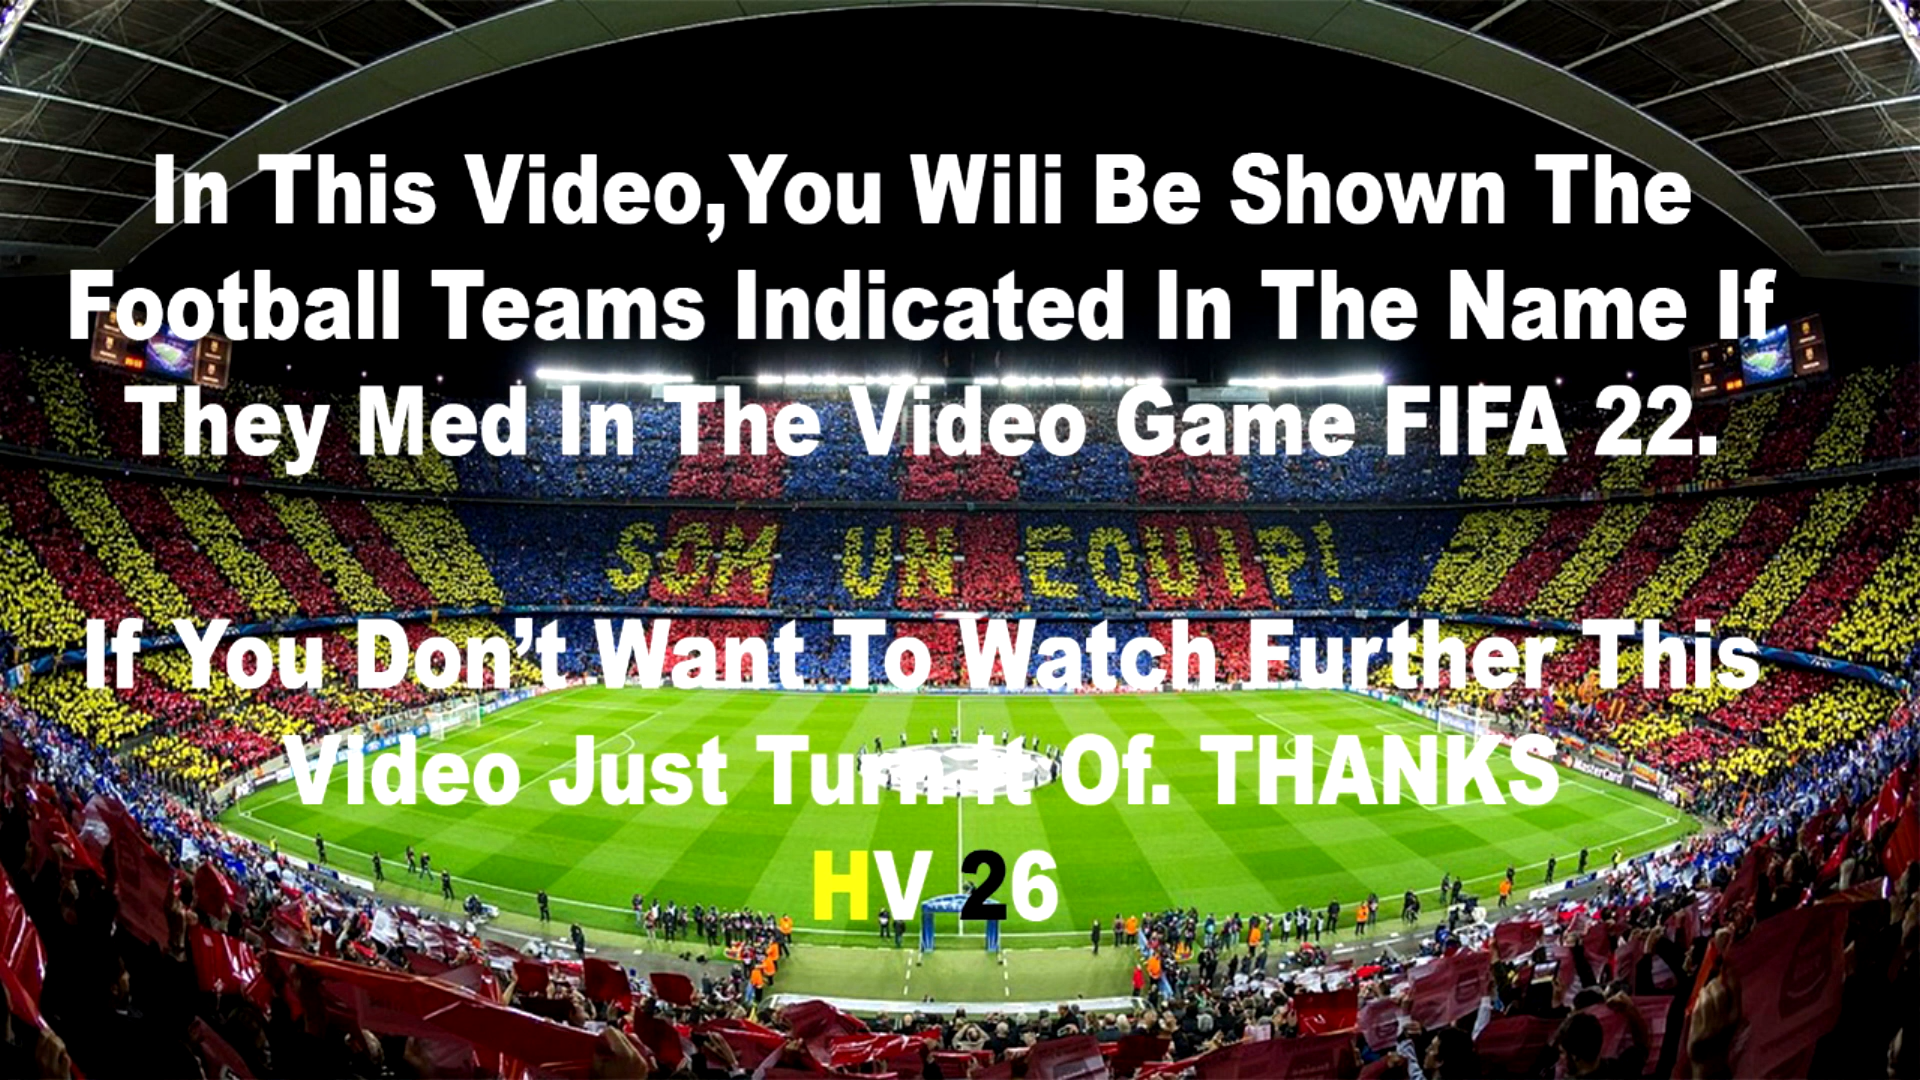 In This Video,You Wili Be Shown The
Football Teams Indicated In The Name If
They Med In The Video Game FIFA 22.
SOM UN EQUIP!
If You Don't Want To Watch Further This
Video Just Turn It Of. THANKS
MasterCard
HV 26